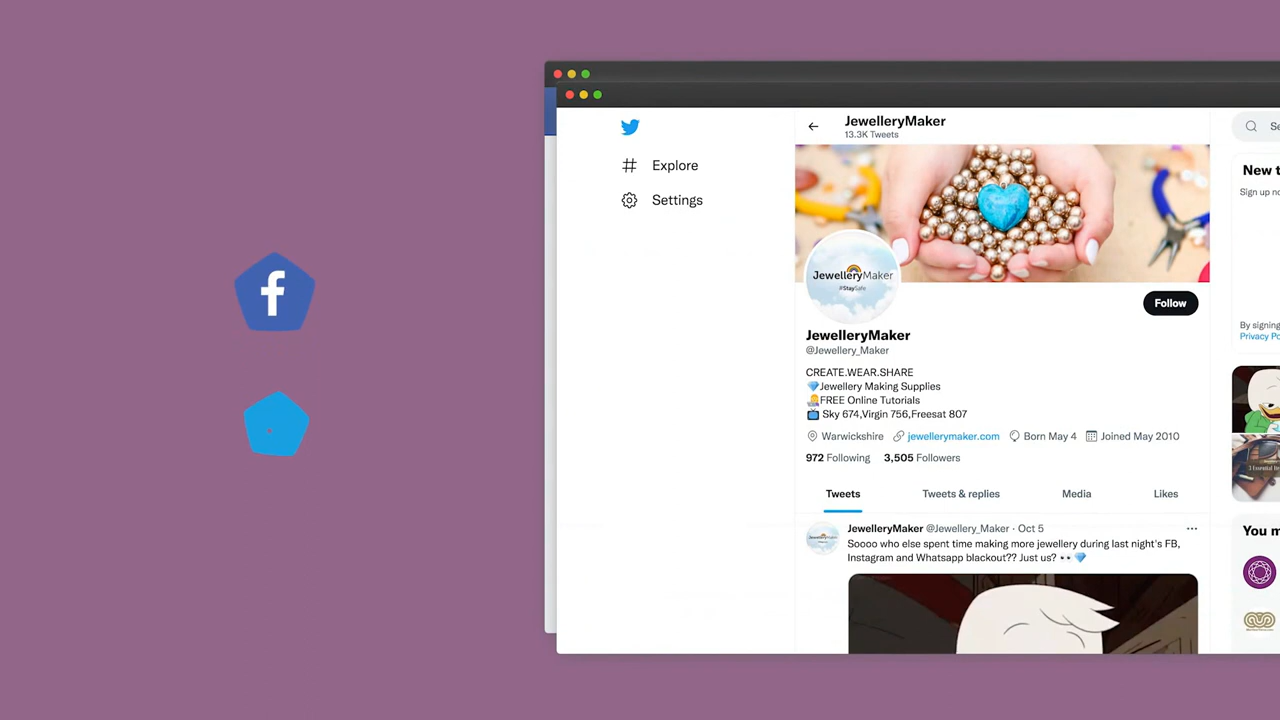 JewelleryMaker
13.3K Tweets
Explore
Settings
JewelleryMaker
#StaySafe
Follow
JewelleryMaker
@Jewellery_Maker
CREATE.WEAR.SHARE
💎Jewellery Making Supplies
FREE Online Tutorials
📺 Sky 674,Virgin 756,Freesat 807
Warwickshire jewellerymaker.com Born May 4 Joined May 2010
972 Following 3,505 Followers
Tweets Tweets & replies Media Likes
JewelleryMaker @Jewellery_Maker · Oct 5
Soooo who else spent time making more jewellery during last night's FB,
Instagram and Whatsapp blackout?? Just us? 👀 💎
Se
New t
Sign up no
By signing
Privacy Po
You m